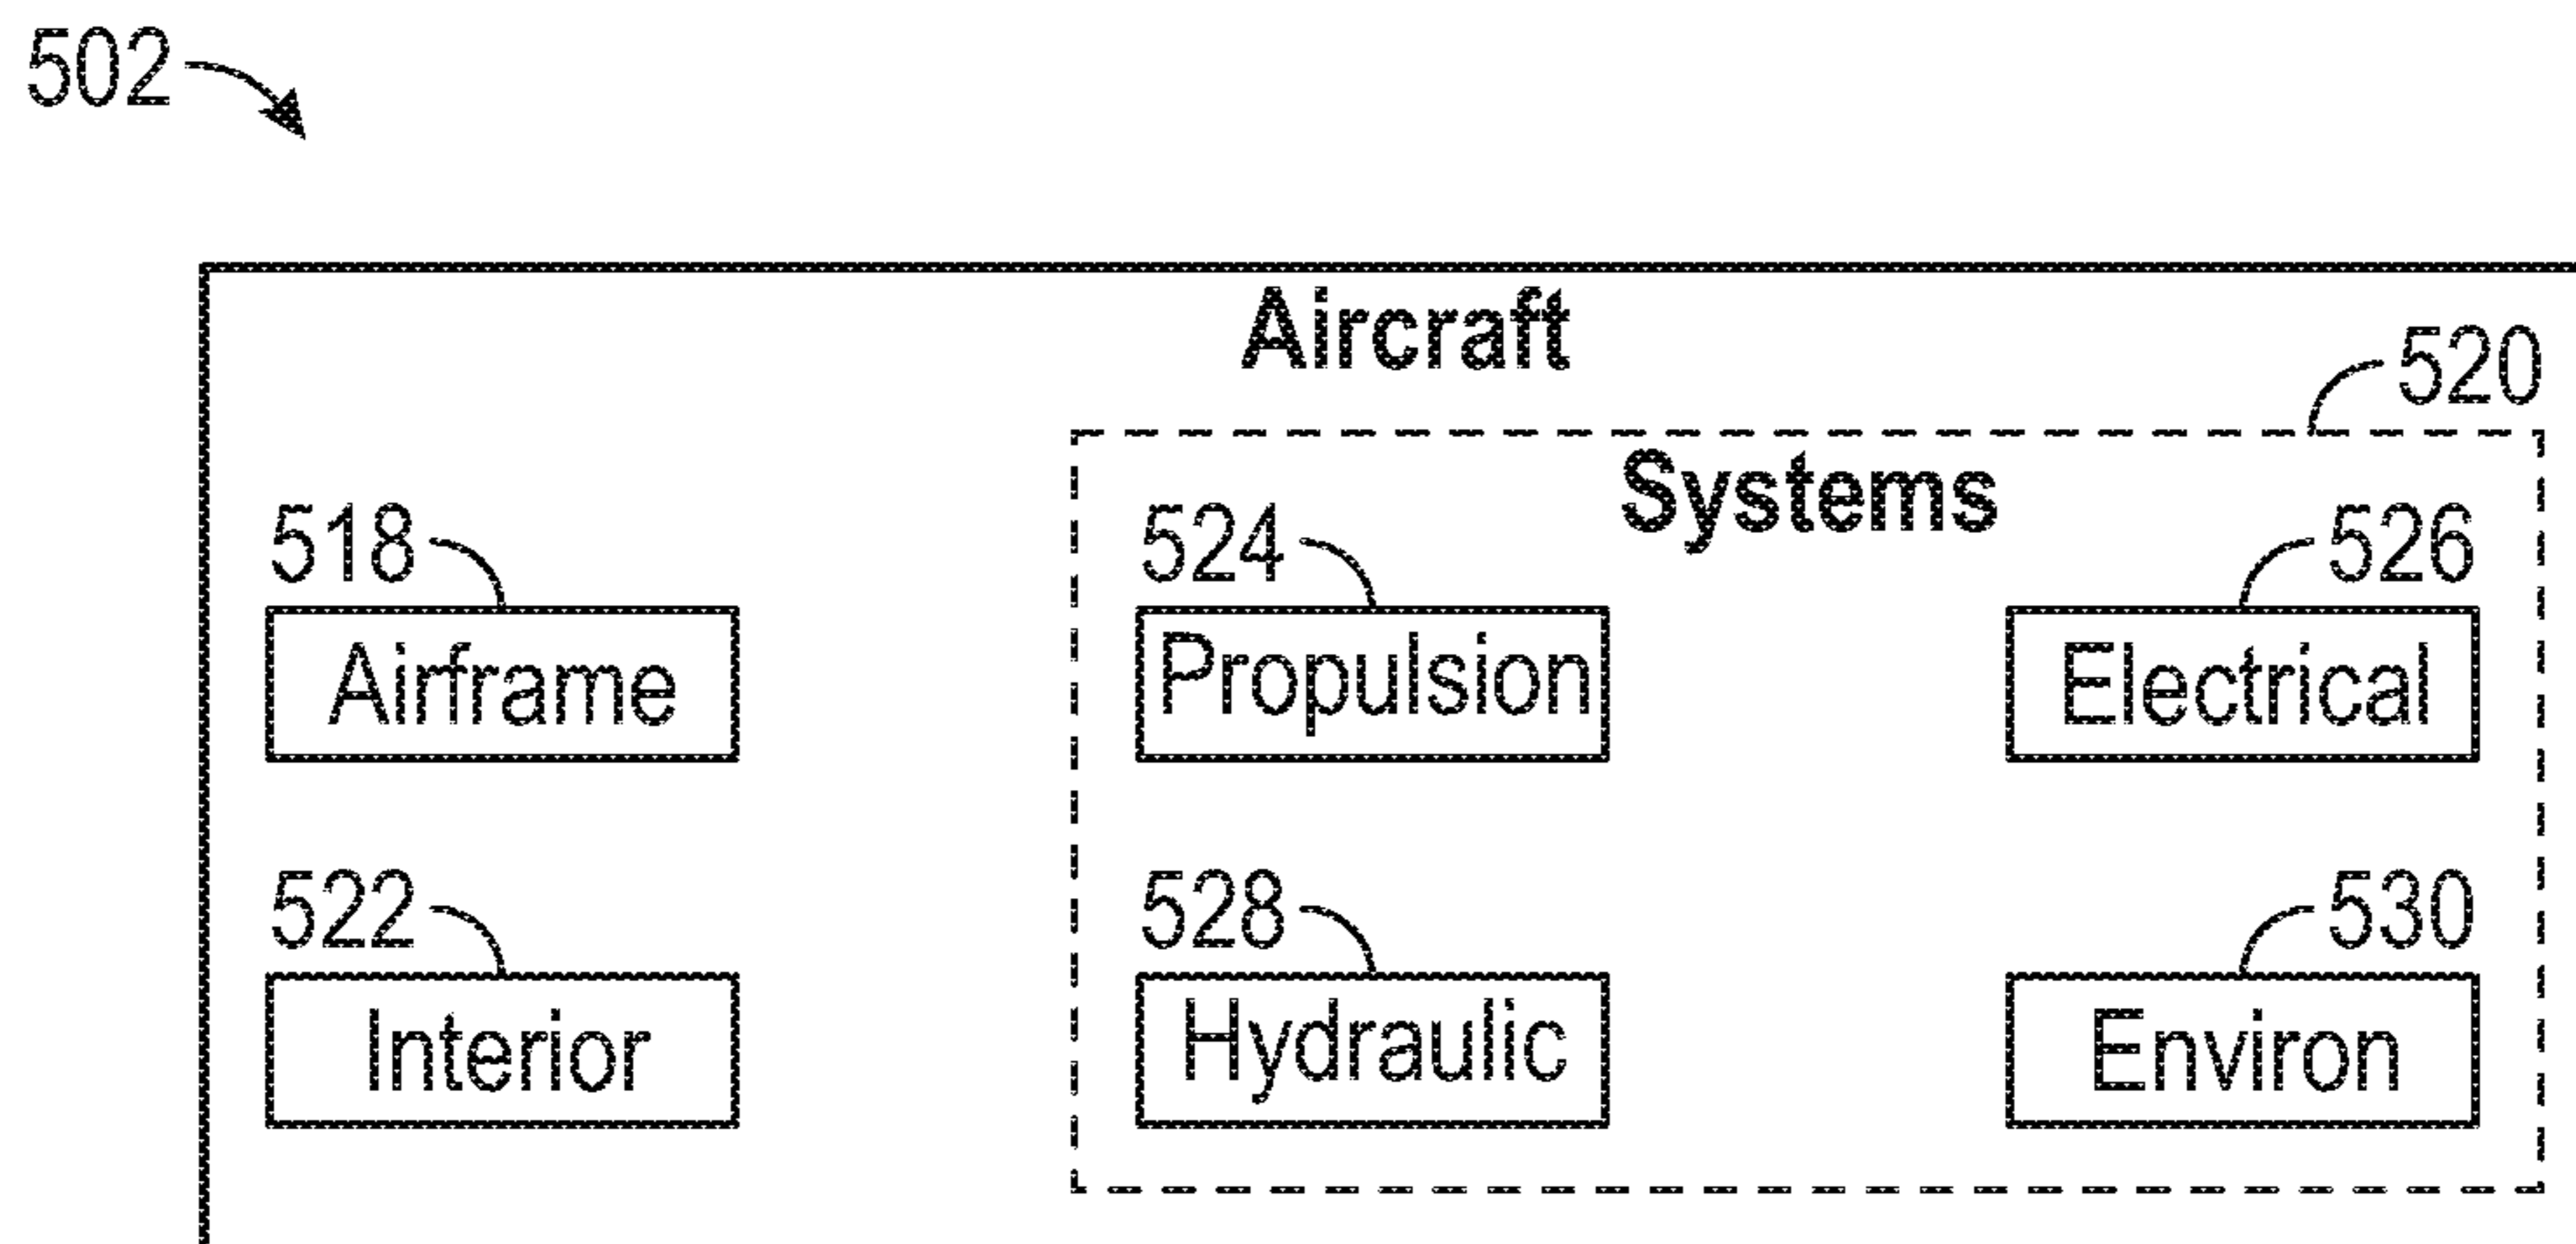 502
Aircraft
520
Systems
518
524
526
Airframe
Propulsion
Electrical
522
528
530
Interior
Hydraulic
Environ